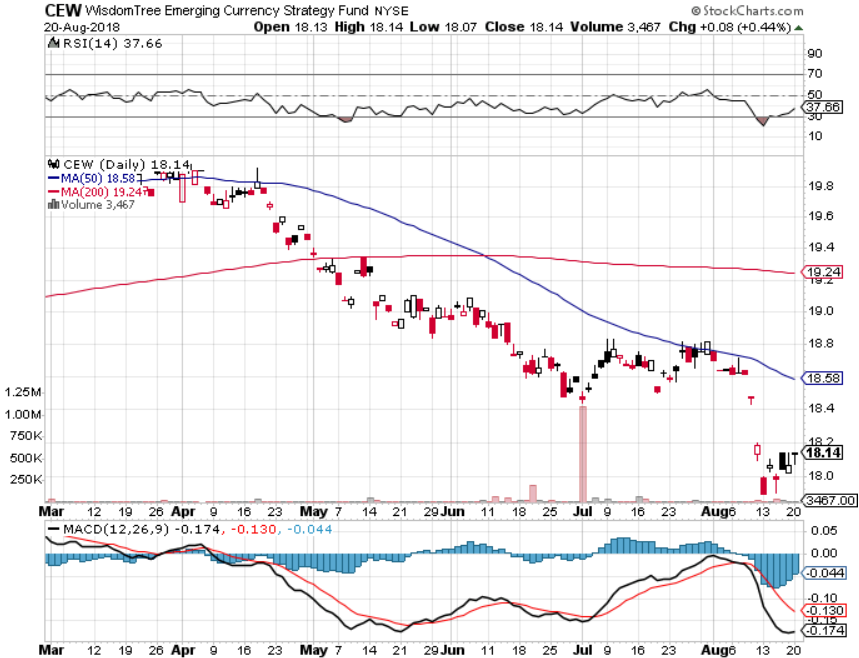 CEW WisdomTree Emerging Currency Strategy Fund NYSE © StockCharts.com
20-Aug-2018 Open 18.13 High 18.14 Low 18.07 Close 18.14 Volume 3,467 Chg +0.08 (+0.44%)
RSI(14) 37.66
90
70
50
37.66
30
10
CEW (Daily) 18.14
MA(50) 18.58
MA(200) 19.24
Volume 3,467
19.8
19.6
19.4
19.24
19.2
19.0
18.8
18.58
18.4
18.2
18.14
18.0
3467.00
1.25M
1.00M
750K
500K
250K
Mar 12 19 26 Apr 9 16 23 May 7 14 21 Jun 11 18 25 Jul 9 16 23 Aug 6 13 20
MACD(12,26,9) -0.174, -0.130, -0.044
0.05
0.00
-0.044
-0.10
-0.130
-0.15
-0.174
Mar 12 19 26 Apr 9 16 23 May 7 14 21 Jun 11 18 25 Jul 9 16 23 Aug 6 13 20